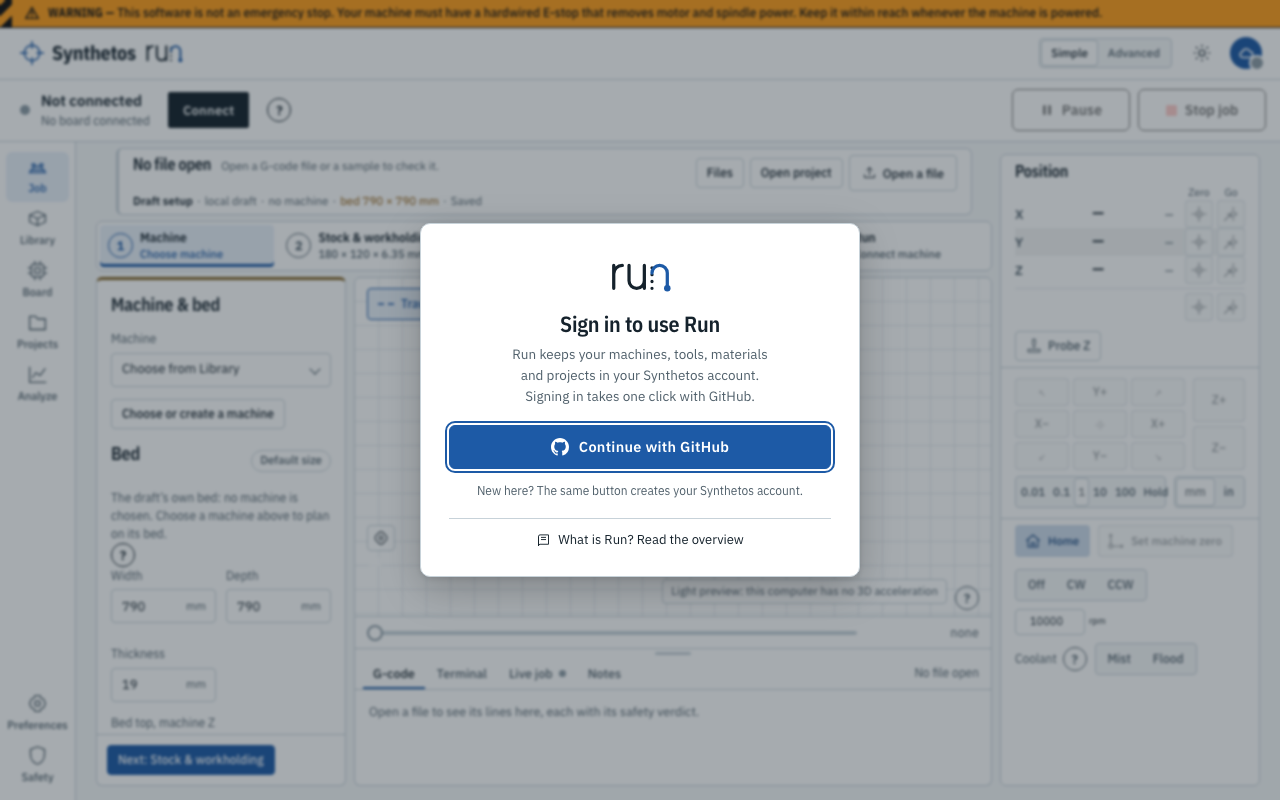 WARNING — This software is not an emergency stop. Your machine must have a hardwired E-stop that removes motor and spindle power. Keep it within reach whenever the machine is powered.
Synthetos run
Simple Advanced
Not connected
No board connected
Connect
?
Pause
Stop job
Job
Library
Board
Projects
Analyze
Preferences
Safety
No file open Open a G-code file or a sample to check it.
Files
Open project
Open a file
Draft setup · local draft · no machine · bed 790 × 790 mm · Saved
1 Machine
Choose machine
2
180 × 120 × 6.35
Machine & bed
Machine
Choose from Library
Choose or create a machine
Bed
Default size
The draft's own bed: no machine is
chosen. Choose a machine above to plan
on its bed.
?
Width Depth
790 mm 790 mm
Thickness
19 mm
Bed top, machine Z
Next: Stock & workholding
run
Sign in to use Run
Run keeps your machines, tools, materials
and projects in your Synthetos account.
Signing in takes one click with GitHub.
Continue with GitHub
New here? The same button creates your Synthetos account.
What is Run? Read the overview
Light preview: this computer has no 3D acceleration
?
none
G-code Terminal Live job Notes
No file open
Open a file to see its lines here, each with its safety verdict.
Position
Zero Go
X — –
Y — –
Z — –
Probe Z
Y+
Z+
X− X+
Y−
Z−
0.01 0.1 1 10 100 Hold
mm in
Home
Set machine zero
Off CW CCW
10000 rpm
Coolant ? Mist Flood